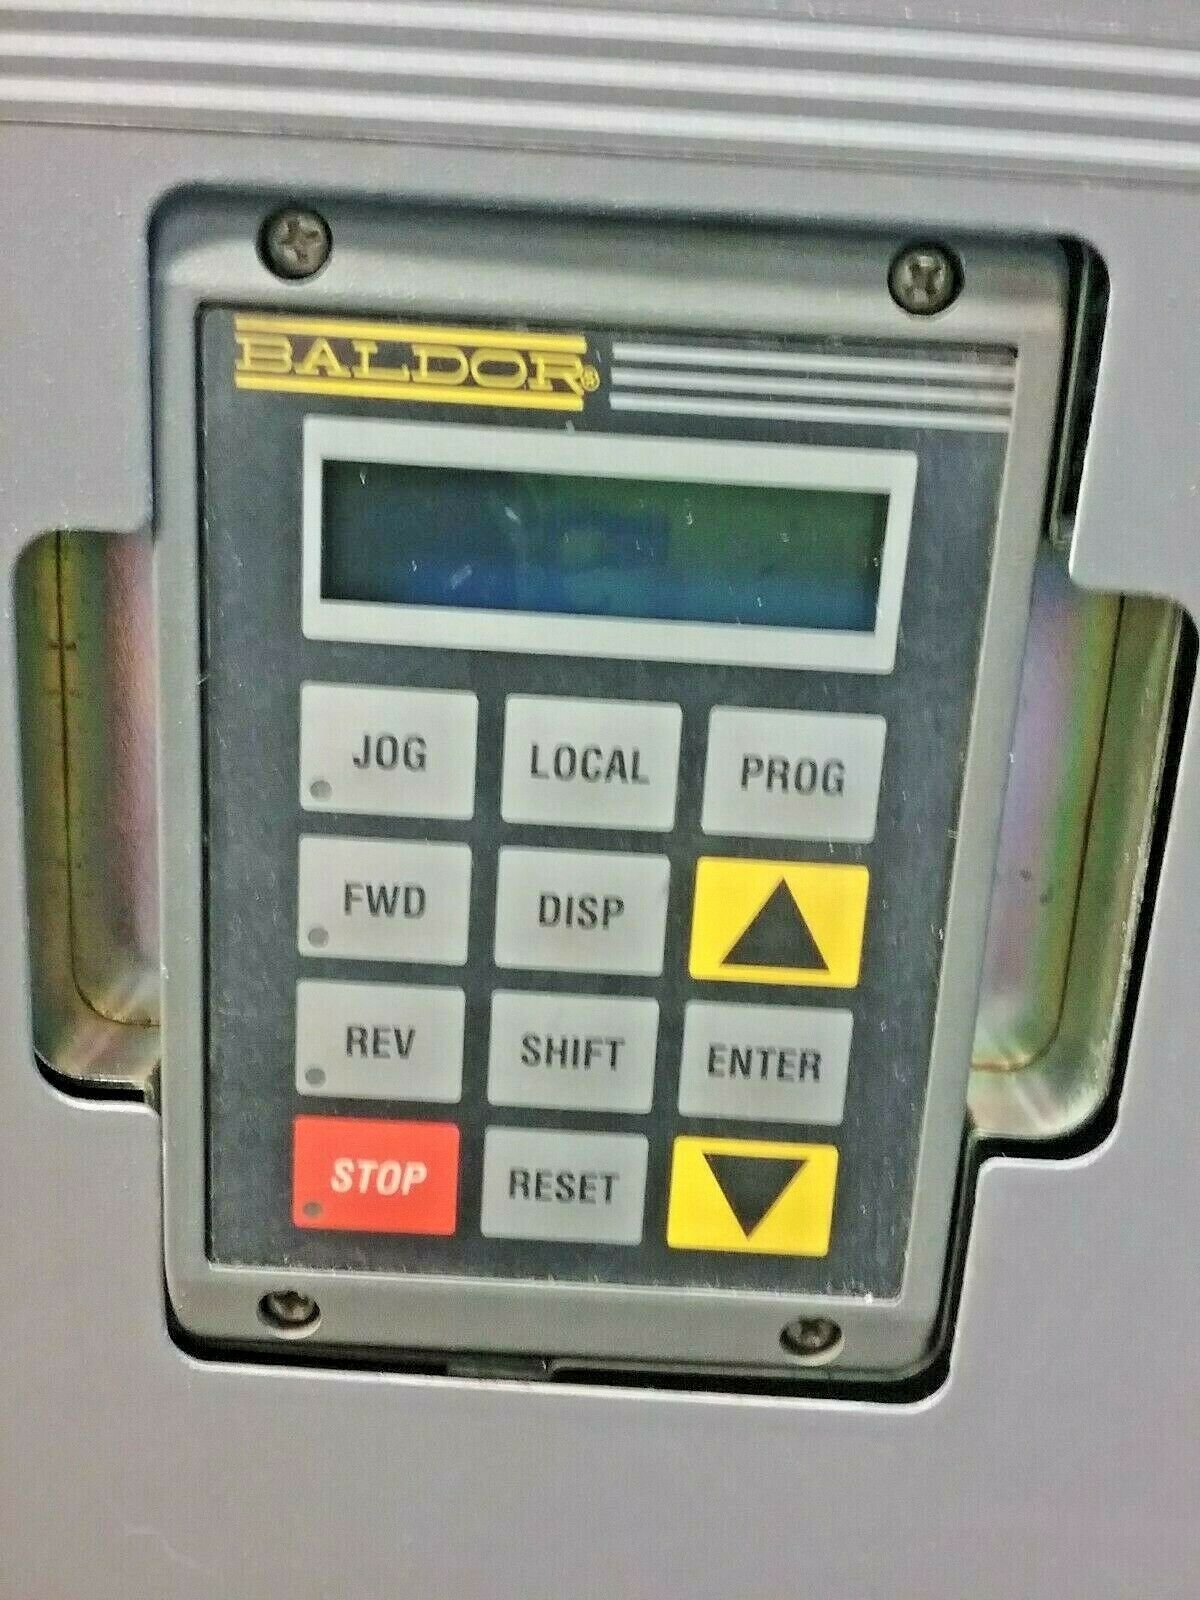 BALDOR®
JOG LOCAL PROG
FWD DISP
REV SHIFT ENTER
STOP RESET